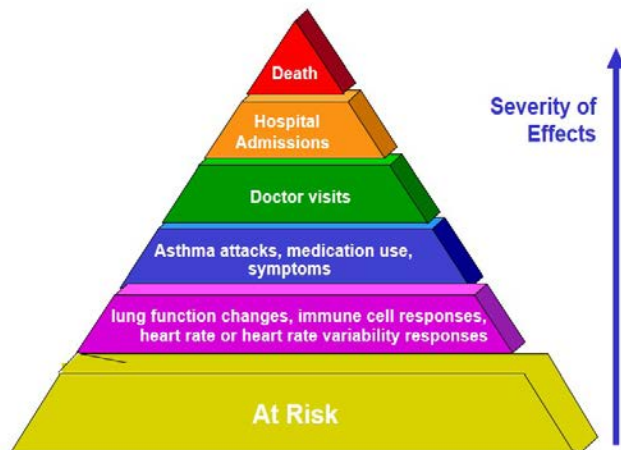 Death
Severity of
Effects
Hospital
Admissions
Doctor visits
Asthma attacks, medication use,
symptoms
lung function changes, immune cell responses,
heart rate or heart rate variability responses
At Risk